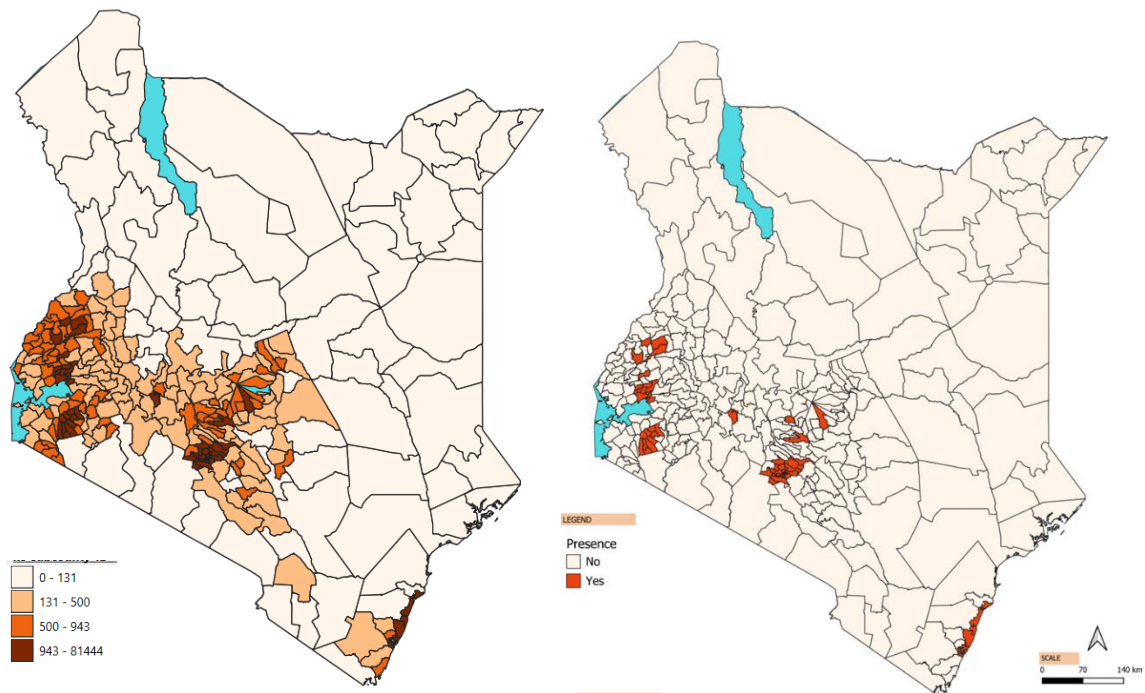 0 - 131
131 - 500
500 - 943
943 - 81444
LEGEND
Presence
No
Yes
SCALE
0 70 140 km